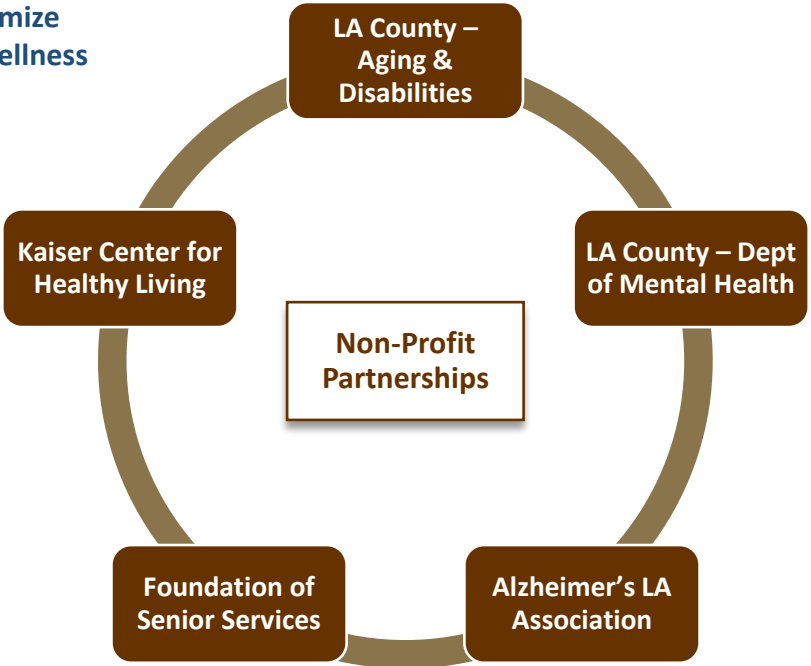 mize
ellness
LA County –
Aging &
Disabilities
Kaiser Center for
Healthy Living
LA County – Dept
of Mental Health
Non-Profit
Partnerships
Foundation of
Senior Services
Alzheimer’s LA
Association